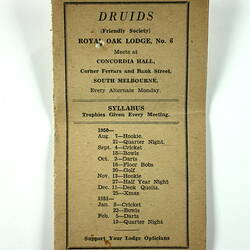 DRUIDS
(Friendly Society)
ROYAL OAK LODGE, No. 6
Meets at
CONCORDIA HALL,
Corner Ferrars and Bank Street,
SOUTH MELBOURNE,
Every Alternate Monday.
SYLLABUS
Trophies Given Every Meeting.
1950—
Aug. 7—Hookie.
21—Quarter Night.
Sept. 4—Cricket
18—Bowls
Oct. 2—Darts
16—Floor Bobs
30—Golf
Nov. 13—Hookie
27—Half Year Night
Dec. 11—Deck Quoits.
25—Xmas
1951—
Jan. 8—Cricket
22—Bowls
Feb. 5—Darts
19—Quarter Night
Support Your Lodge Opticians